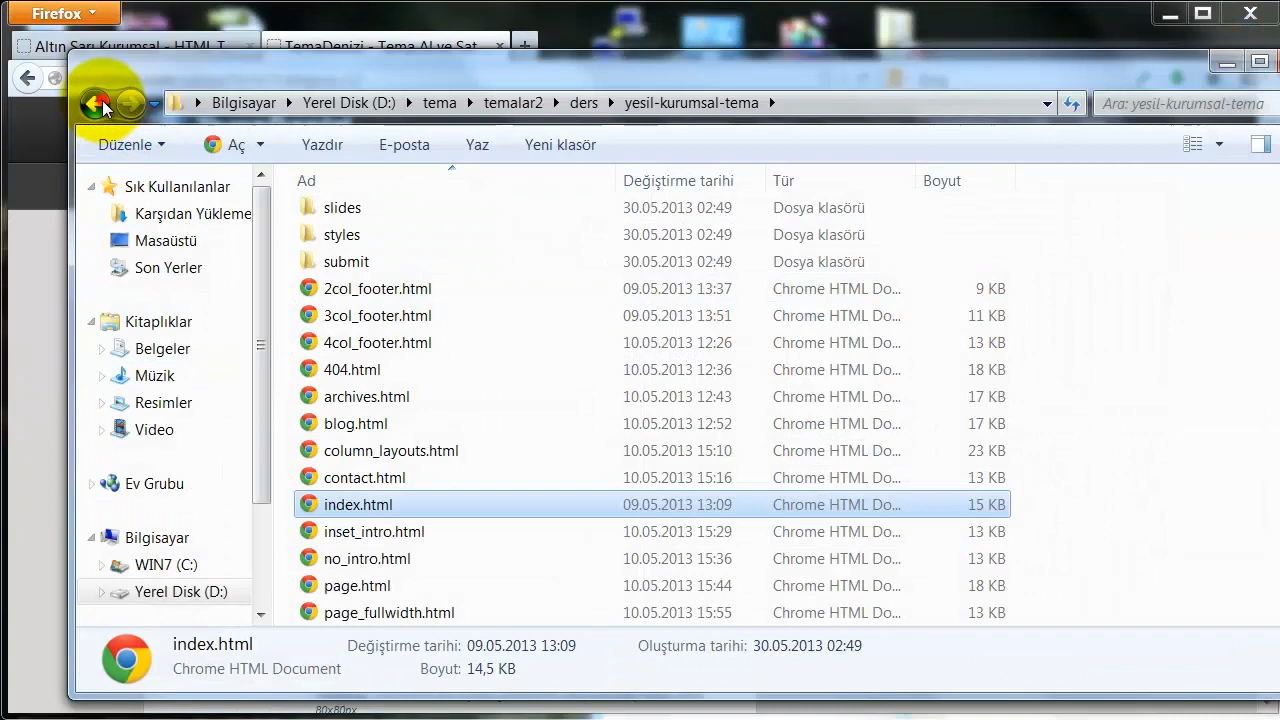 Firefox
Altın Sarı Kurumsal - HTML T
TemaDenizi - Tema Al ve Sat
Bilgisayar
Yerel Disk (D:)
tema
temalar2
ders
yesil-kurumsal-tema
Ara: yesil-kurumsal-tema
Düzenle
Aç
Yazdır
E-posta
Yaz
Yeni klasör
Ad
Değiştirme tarihi
Tür
Boyut
Sık Kullanılanlar
Karşıdan Yükleme
Masaüstü
Son Yerler
Kitaplıklar
Belgeler
Müzik
Resimler
Video
Ev Grubu
Bilgisayar
WIN7 (C:)
Yerel Disk (D:)
slides 30.05.2013 02:49 Dosya klasörü
styles 30.05.2013 02:49 Dosya klasörü
submit 30.05.2013 02:49 Dosya klasörü
2col_footer.html 09.05.2013 13:37 Chrome HTML Do... 9 KB
3col_footer.html 09.05.2013 13:51 Chrome HTML Do... 11 KB
4col_footer.html 10.05.2013 12:26 Chrome HTML Do... 13 KB
404.html 10.05.2013 12:36 Chrome HTML Do... 18 KB
archives.html 10.05.2013 12:43 Chrome HTML Do... 17 KB
blog.html 10.05.2013 12:52 Chrome HTML Do... 17 KB
column_layouts.html 10.05.2013 15:10 Chrome HTML Do... 23 KB
contact.html 10.05.2013 15:16 Chrome HTML Do... 13 KB
index.html 09.05.2013 13:09 Chrome HTML Do... 15 KB
inset_intro.html 10.05.2013 15:29 Chrome HTML Do... 13 KB
no_intro.html 10.05.2013 15:36 Chrome HTML Do... 13 KB
page.html 10.05.2013 15:44 Chrome HTML Do... 18 KB
page_fullwidth.html 10.05.2013 15:55 Chrome HTML Do... 13 KB
index.html Değiştirme tarihi: 09.05.2013 13:09 Oluşturma tarihi: 30.05.2013 02:49
Chrome HTML Document Boyut: 14,5 KB
80x80px